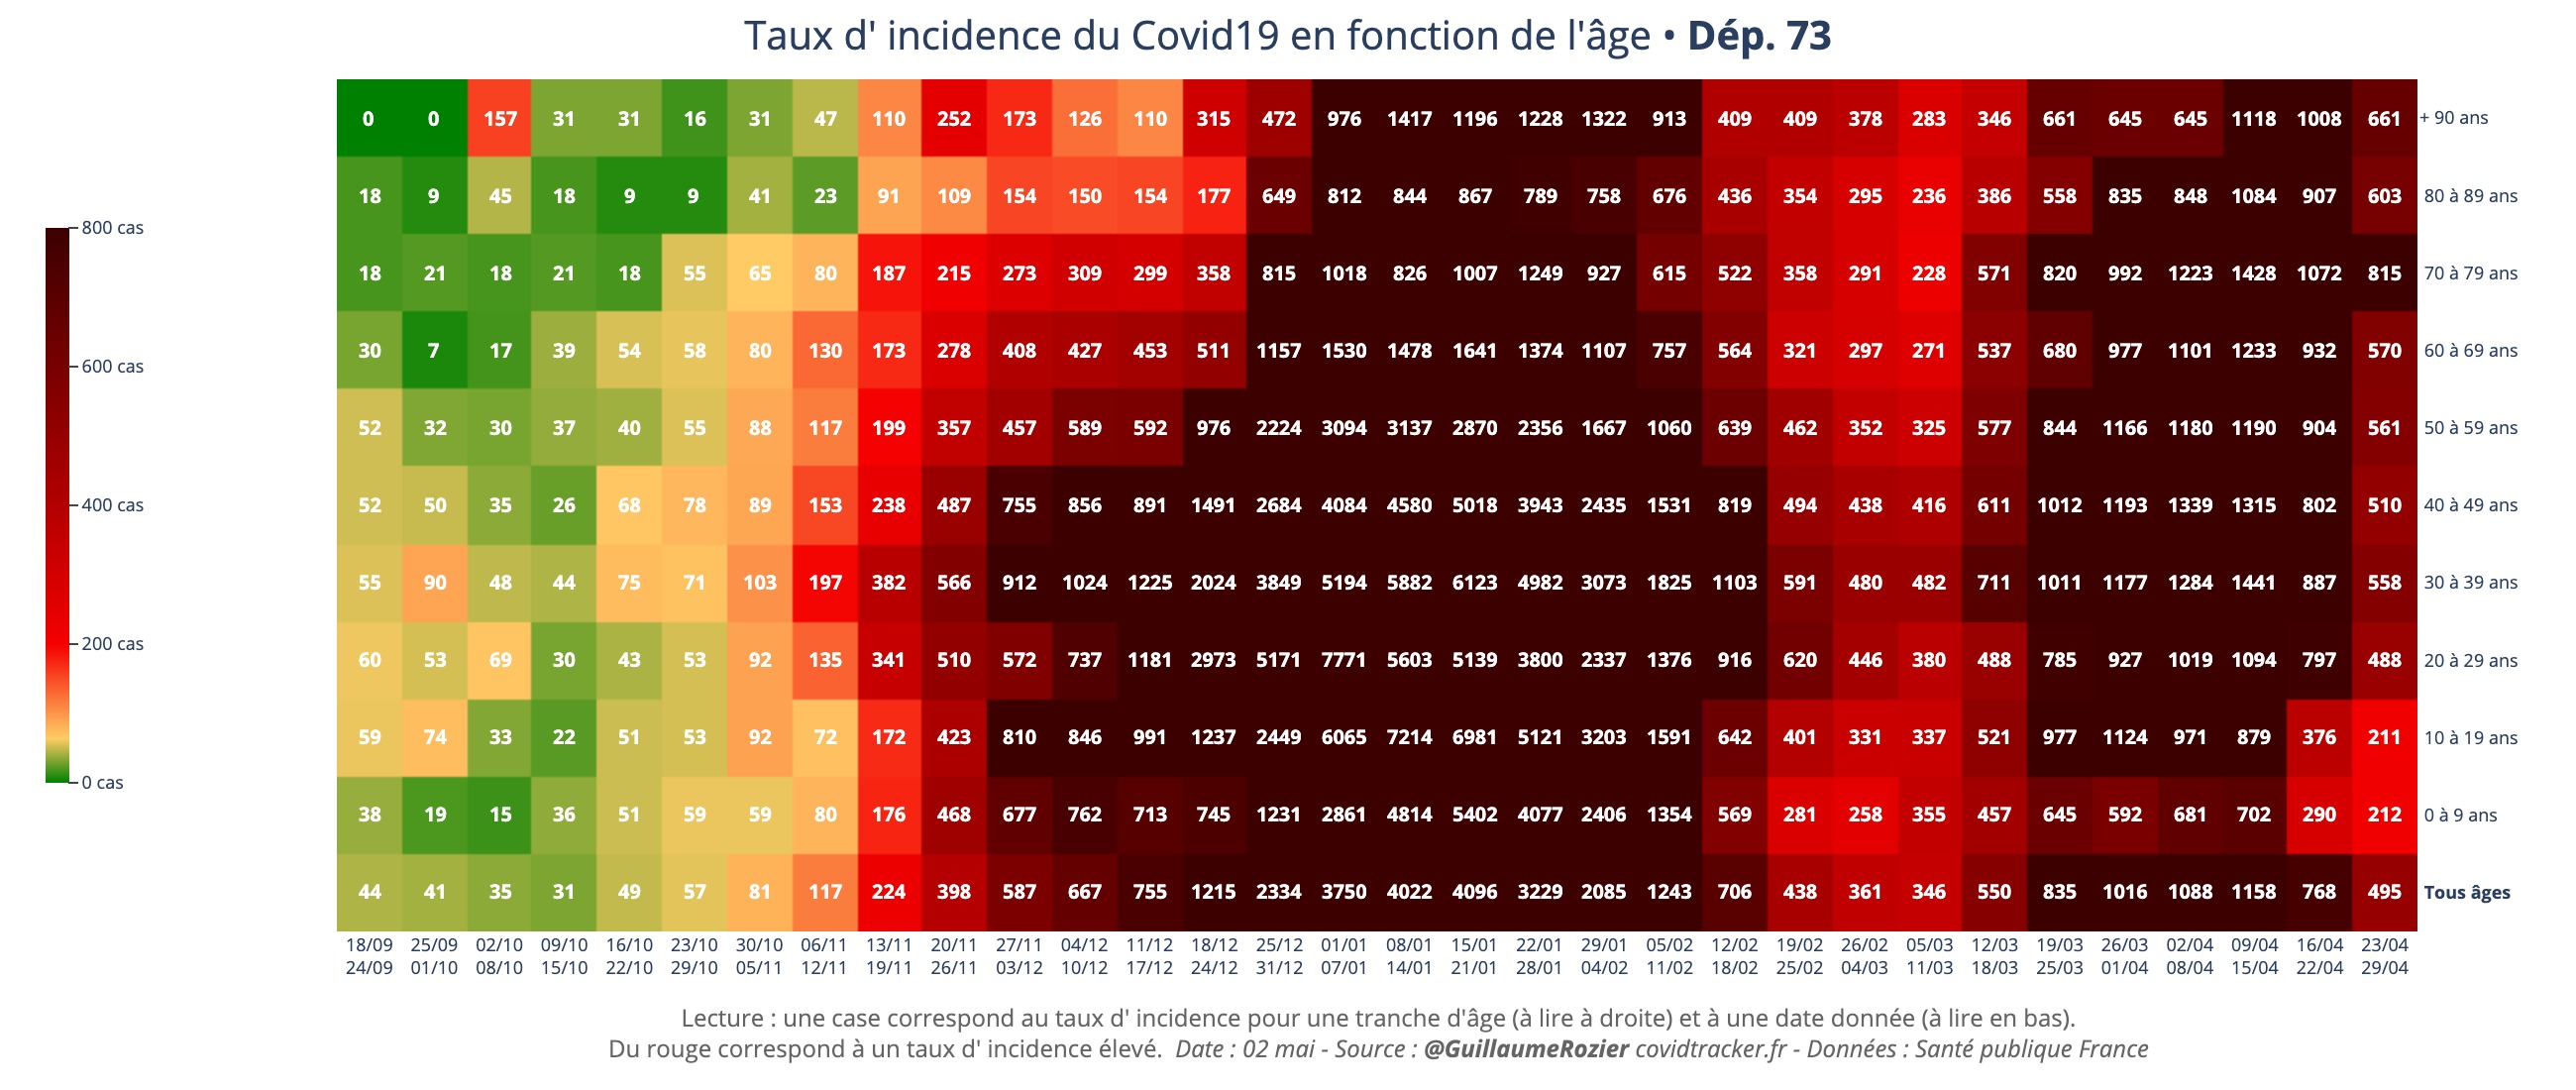 Taux d' incidence du Covid19 en fonction de l'âge • Dép. 73
800 cas
600 cas
400 cas
200 cas
0 cas
0 0 157 31 31 16 31 47 110 252 173 126 110 315 472 976 1417 1196 1228 1322 913 409 409 378 283 346 661 645 645 1118 1008 661 + 90 ans
18 9 45 18 9 9 41 23 91 109 154 150 154 177 649 812 844 867 789 758 676 436 354 295 236 386 558 835 848 1084 907 603 80 à 89 ans
18 21 18 21 18 55 65 80 187 215 273 309 299 358 815 1018 826 1007 1249 927 615 522 358 291 228 571 820 992 1223 1428 1072 815 70 à 79 ans
30 7 17 39 54 58 80 130 173 278 408 427 453 511 1157 1530 1478 1641 1374 1107 757 564 321 297 271 537 680 977 1101 1233 932 570 60 à 69 ans
52 32 30 37 40 55 88 117 199 357 457 589 592 976 2224 3094 3137 2870 2356 1667 1060 639 462 352 325 577 844 1166 1180 1190 904 561 50 à 59 ans
52 50 35 26 68 78 89 153 238 487 755 856 891 1491 2684 4084 4580 5018 3943 2435 1531 819 494 438 416 611 1012 1193 1339 1315 802 510 40 à 49 ans
55 90 48 44 75 71 103 197 382 566 912 1024 1225 2024 3849 5194 5882 6123 4982 3073 1825 1103 591 480 482 711 1011 1177 1284 1441 887 558 30 à 39 ans
60 53 69 30 43 53 92 135 341 510 572 737 1181 2973 5171 7771 5603 5139 3800 2337 1376 916 620 446 380 488 785 927 1019 1094 797 488 20 à 29 ans
59 74 33 22 51 53 92 72 172 423 810 846 991 1237 2449 6065 7214 6981 5121 3203 1591 642 401 331 337 521 977 1124 971 879 376 211 10 à 19 ans
38 19 15 36 51 59 59 80 176 468 677 762 713 745 1231 2861 4814 5402 4077 2406 1354 569 281 258 355 457 645 592 681 702 290 212 0 à 9 ans
44 41 35 31 49 57 81 117 224 398 587 667 755 1215 2334 3750 4022 4096 3229 2085 1243 706 438 361 346 550 835 1016 1088 1158 768 495 Tous âges
18/09 25/09 02/10 09/10 16/10 23/10 30/10 06/11 13/11 20/11 27/11 04/12 11/12 18/12 25/12 01/01 08/01 15/01 22/01 29/01 05/02 12/02 19/02 26/02 05/03 12/03 19/03 26/03 02/04 09/04 16/04 23/04
24/09 01/10 08/10 15/10 22/10 29/10 05/11 12/11 19/11 26/11 03/12 10/12 17/12 24/12 31/12 07/01 14/01 21/01 28/01 04/02 11/02 18/02 25/02 04/03 11/03 18/03 25/03 01/04 08/04 15/04 22/04 29/04
Lecture : une case correspond au taux d' incidence pour une tranche d'âge (à lire à droite) et à une date donnée (à lire en bas).
Du rouge correspond à un taux d' incidence élevé. Date : 02 mai - Source : @GuillaumeRozier covidtracker.fr - Données : Santé publique France